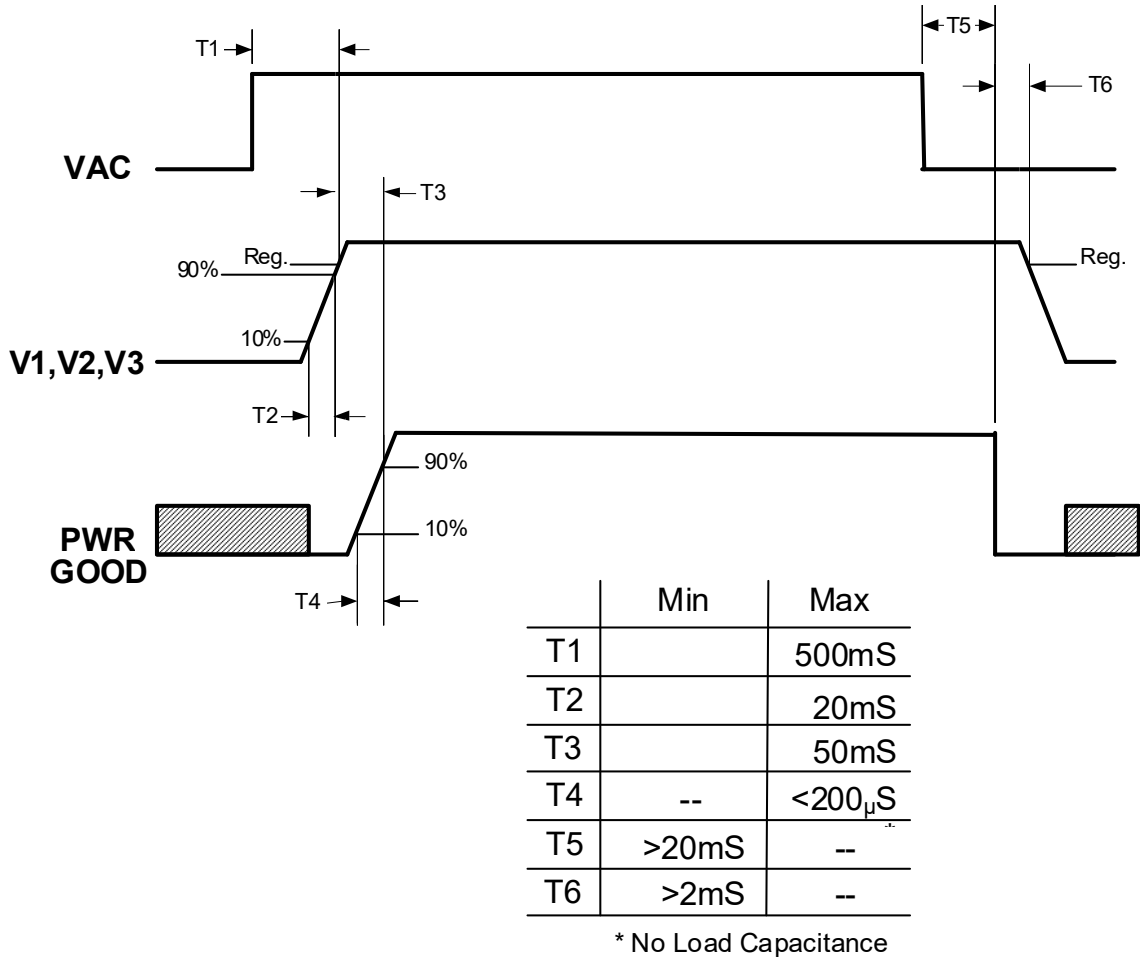 T1
T5
T6
VAC
T3
Reg.
90%
Reg.
10%
V1,V2,V3
T2
90%
10%
PWR
GOOD
T4
Min Max
T1 500mS
T2 20mS
T3 50mS
T4 -- <200µS
*
T5 >20mS --
T6 >2mS --
* No Load Capacitance